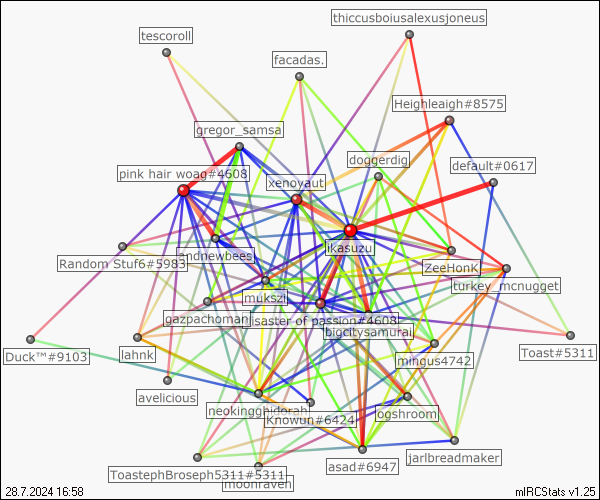 thiccusboiusalexusjoneus
tescoroll
facadas.
Heighleaigh#8575
gregor_samsa
doggerdig
default#0617
pink hair woag#4608
xenoyaut
likasuzu
andnewbees
Random Stuf6#5983
ZeeHonk
mukszi
turkey_mcnugget
gazpachoman
disaster of passion#4608
bigcitysamurai
Duck™#9103
lahnk
mingus4742
Toast#5311
avelicious
neokingghidorah
Knowun#6424
ogshroom
jarlbreadmaker
asad#6947
ToastephBroseph5311#5311
moonraven
28.7.2024 16:58
mIRCStats v1.25